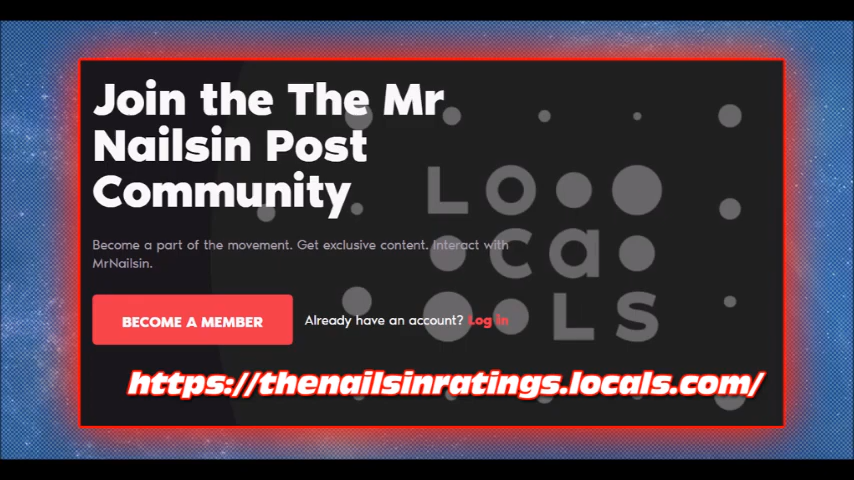 Join the The Mr
Nailsin Post
Community
Become a part of the movement. Get exclusive content. Interact with
MrNailsin.
BECOME A MEMBER
Already have an account? Log in
LO
ca
LS
https://thenailsinratings.locals.com/